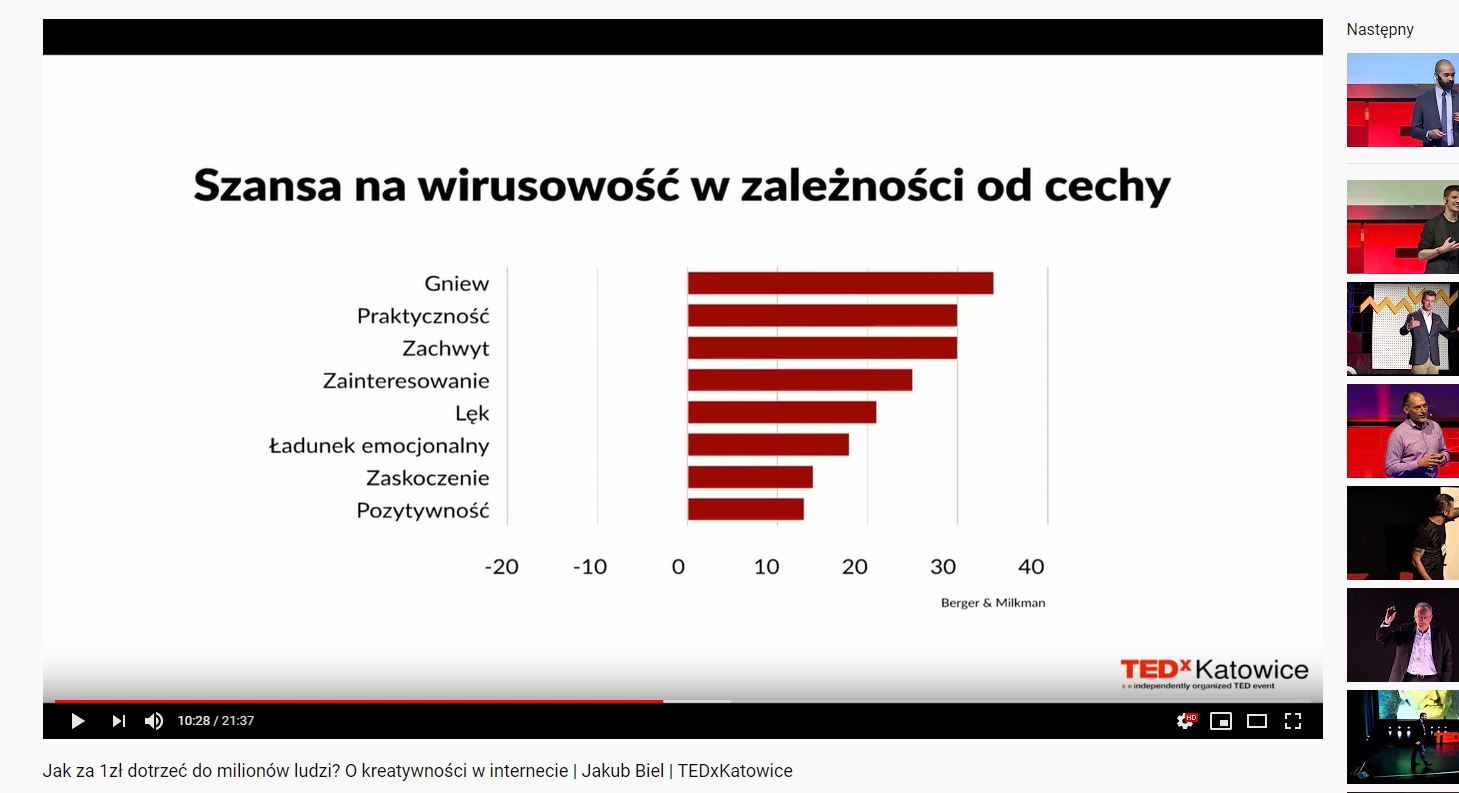 Następny
Szansa na wirusowość w zależności od cechy
Gniew
Praktyczność
Zachwyt
Zainteresowanie
Lęk
Ładunek emocjonalny
Zaskoczenie
Pozytywność
-20 -10 0 10 20 30 40
Berger & Milkman
TEDx Katowice
x = independently organized TED event
10:28 / 21:37
HD
Jak za 1zł dotrzeć do milionów ludzi? O kreatywności w internecie | Jakub Biel | TEDxKatowice